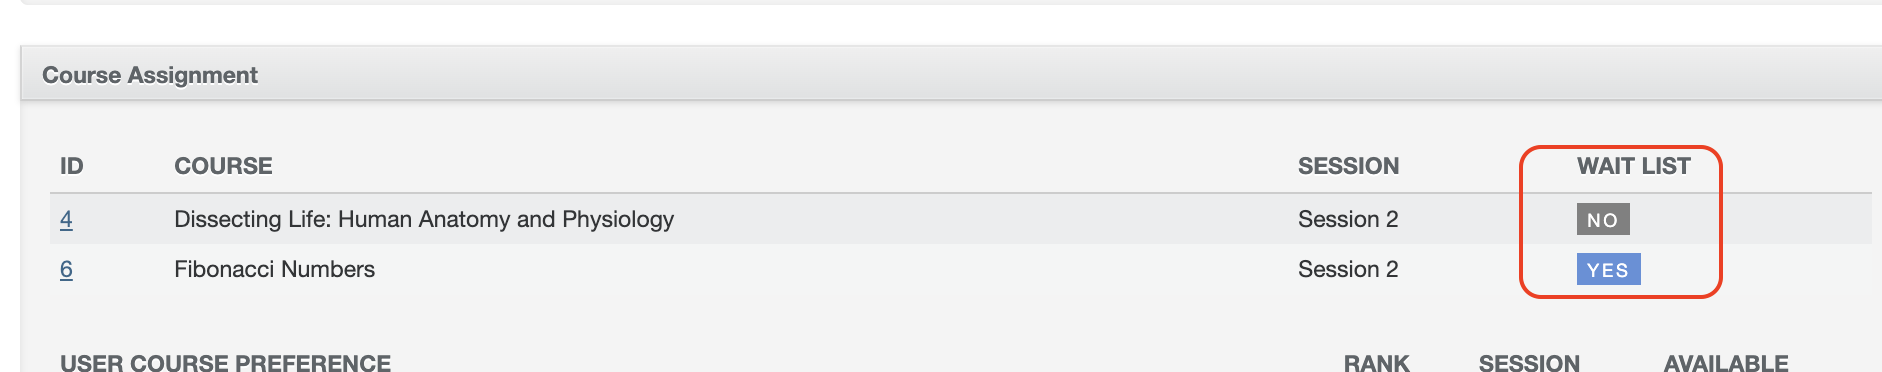 Course Assignment
ID COURSE SESSION WAIT LIST
4 Dissecting Life: Human Anatomy and Physiology Session 2 NO
6 Fibonacci Numbers Session 2 YES
USER COURSE PREFERENCE RANK SESSION AVAILABLE